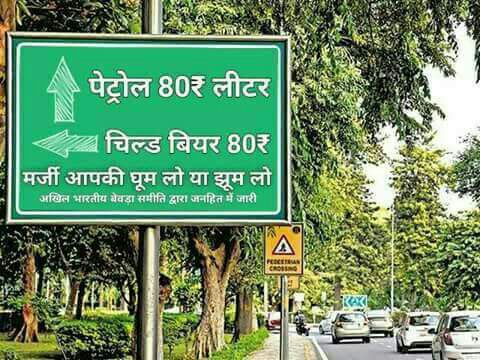 पेट्रोल 80₹ लीटर
चिल्ड बियर 80₹
मर्जी आपकी घूम लो या झूम लो
अखिल भारतीय बेवड़ा समीति द्वारा जनहित में जारी
PEDESTRIAN
CROSSING